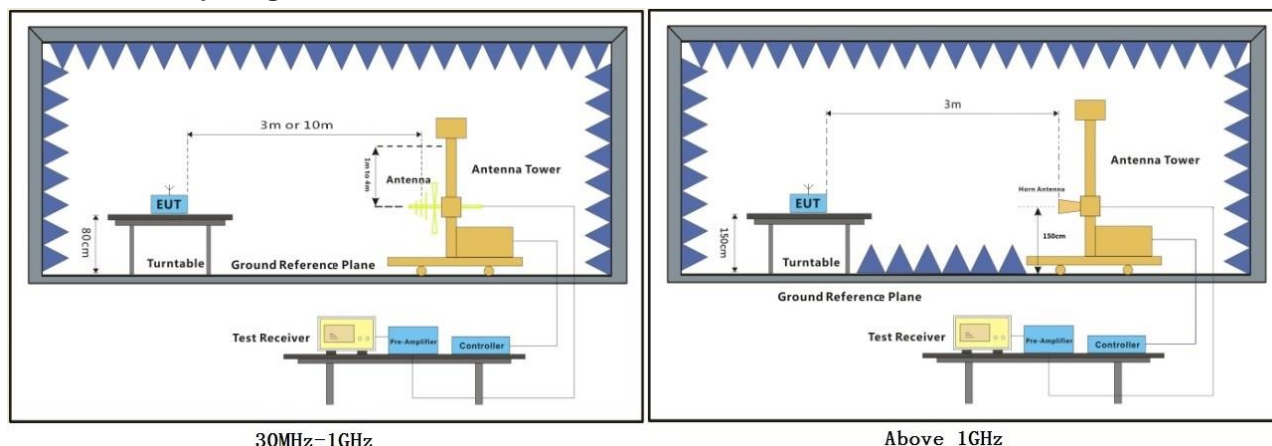 3m or 10m
1m to 4m
Antenna
Antenna Tower
EUT
80cm
Turntable
Ground Reference Plane
Test Receiver
Pre-Amplifier
Controller
30MHz-1GHz
3m
Antenna Tower
Horn Antenna
EUT
150cm
150cm
Turntable
Ground Reference Plane
Test Receiver
Pre-Amplifier
Controller
Above 1GHz